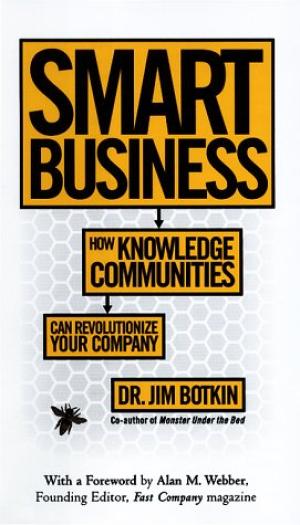 SMART
BUSINESS
HOW KNOWLEDGE
COMMUNITIES
CAN REVOLUTIONIZE
YOUR COMPANY
DR. JIM BOTKIN
Co-author of Monster Under the Bed
With a Foreword by Alan M. Webber,
Founding Editor, Fast Company magazine